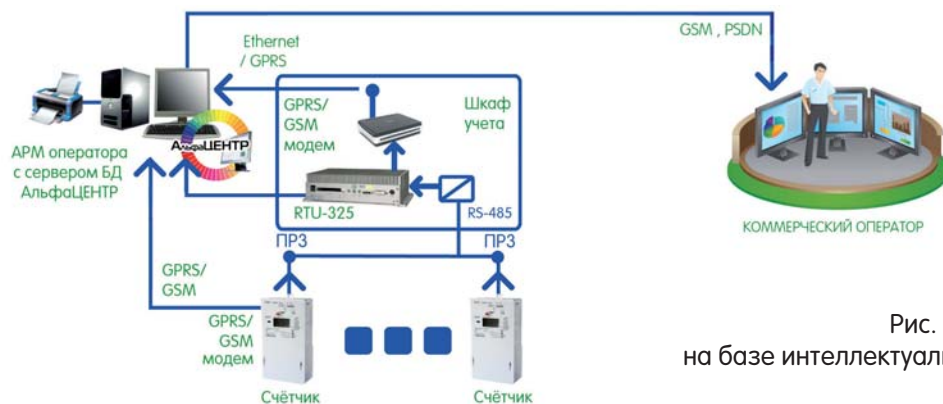 GSM , PSDN
Ethernet
/ GPRS
GPRS/
GSM
модем
Шкаф
учета
АльфаЦЕНТР
АРМ оператора
с сервером БД
АльфаЦЕНТР
RTU-325
RS-485
КОММЕРЧЕСКИЙ ОПЕРАТОР
ПРЗ
ПРЗ
GPRS/
GSM
GPRS/
GSM
модем
Счётчик
Счётчик
Рис.
на базе